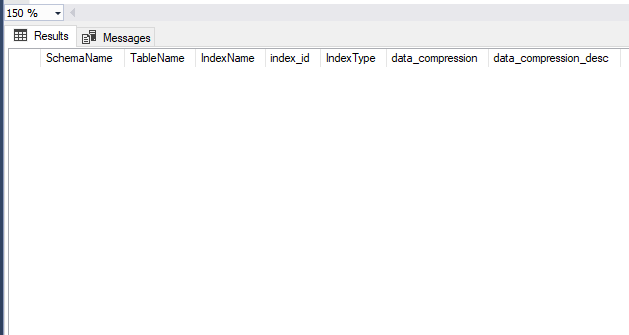 150 %
Results Messages
SchemaName TableName IndexName index_id IndexType data_compression data_compression_desc